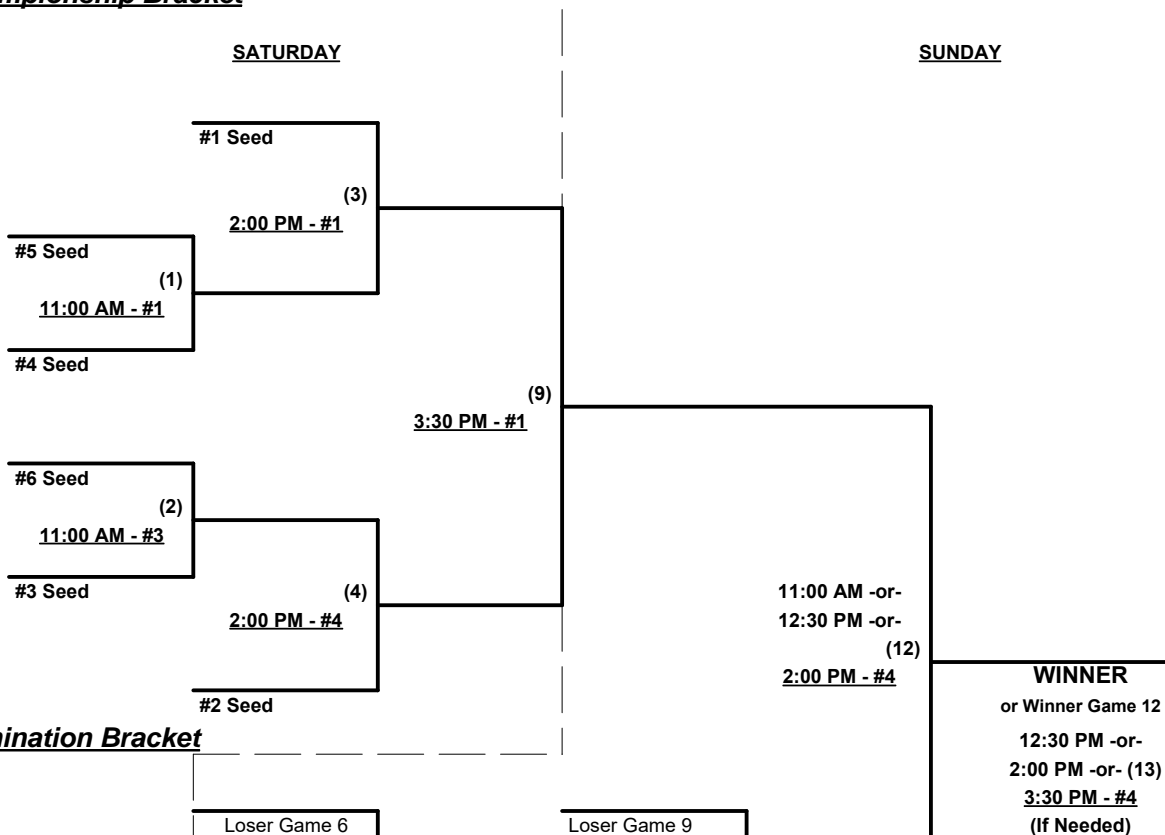 Bracket
SATURDAY
SUNDAY
#1 Seed
(3)
2:00 PM - #1
#5 Seed
(1)
11:00 AM - #1
#4 Seed
(9)
3:30 PM - #1
#6 Seed
(2)
11:00 AM - #3
#3 Seed
(4)
2:00 PM - #4
#2 Seed
11:00 AM -or-
12:30 PM -or-
(12)
2:00 PM - #4
WINNER
or Winner Game 12
12:30 PM -or-
2:00 PM -or- (13)
3:30 PM - #4
(If Needed)
Bracket
Loser Game 6
Loser Game 9